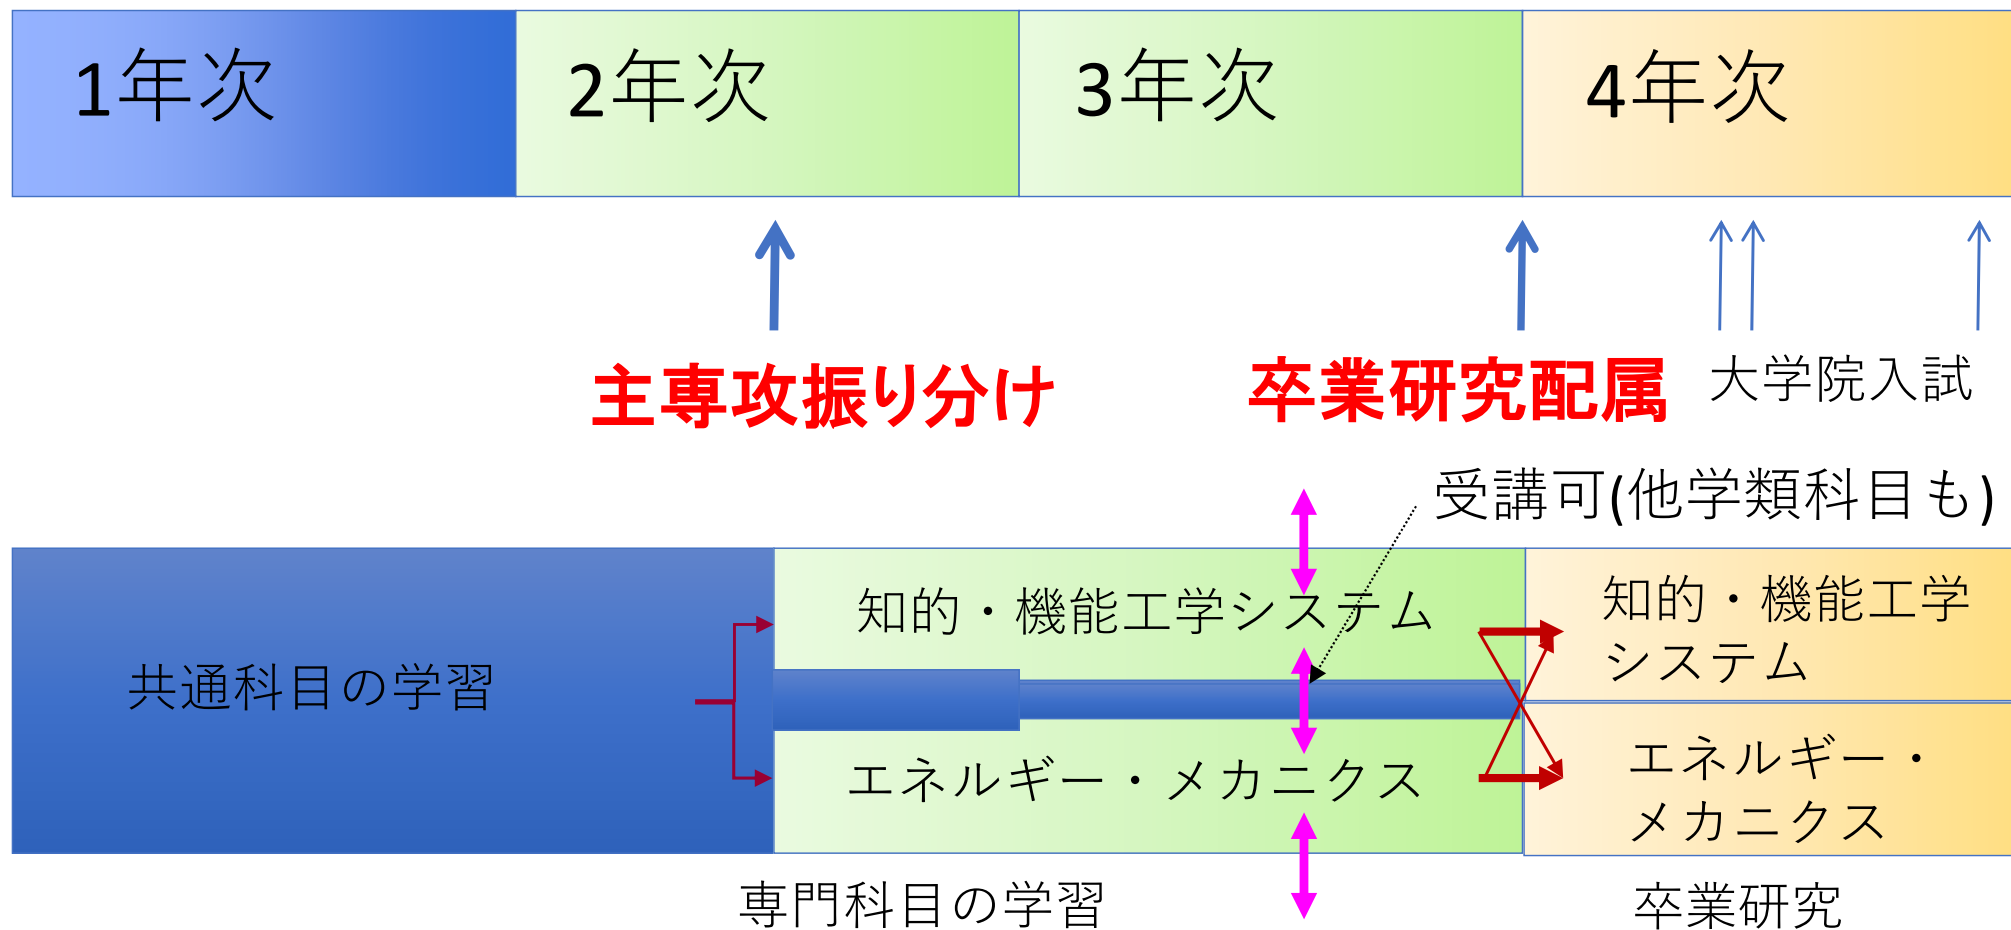 1年次
2年次
3年次
4年次
主専攻振り分け
卒業研究配属
大学院入試
受講可(他学類科目も)
共通科目の学習
知的・機能工学システム
エネルギー・メカニクス
知的・機能工学
システム
エネルギー・
メカニクス
専門科目の学習
卒業研究